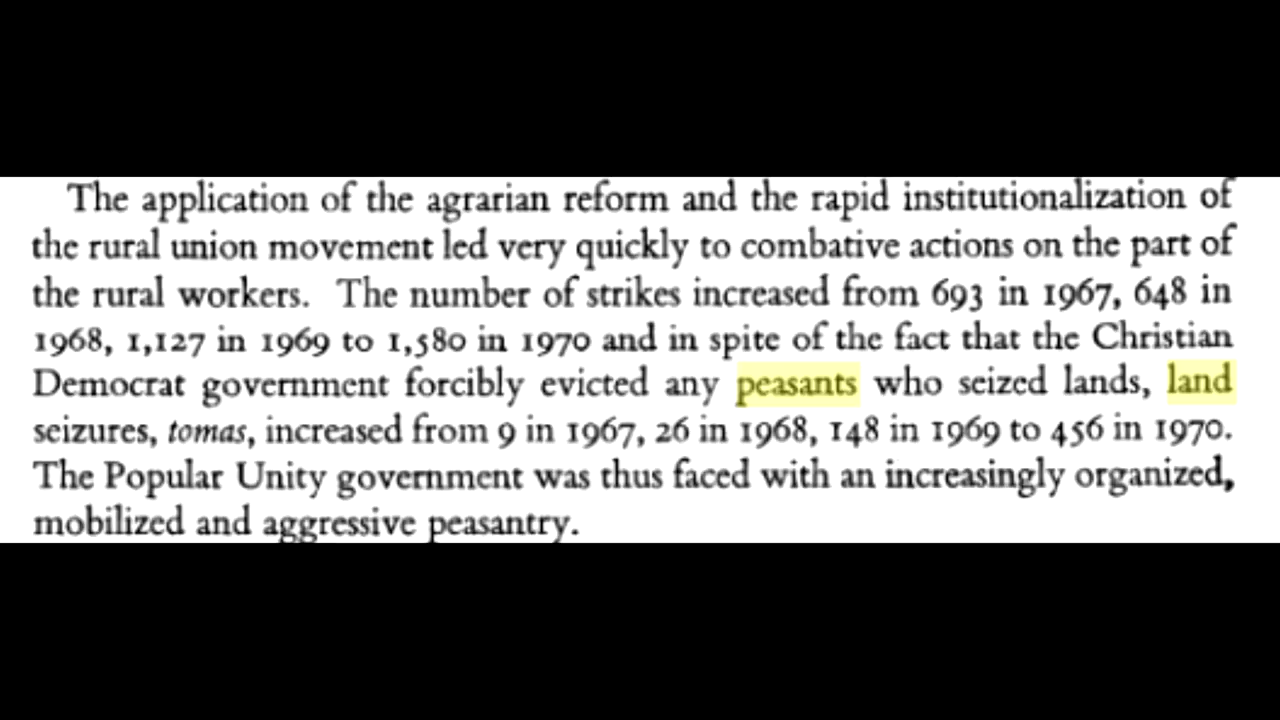 The application of the agrarian reform and the rapid institutionalization of
the rural union movement led very quickly to combative actions on the part of
the rural workers. The number of strikes increased from 693 in 1967, 648 in
1968, 1,127 in 1969 to 1,580 in 1970 and in spite of the fact that the Christian
Democrat government forcibly evicted any peasants who seized lands, land
seizures, tomas, increased from 9 in 1967, 26 in 1968, 148 in 1969 to 456 in 1970.
The Popular Unity government was thus faced with an increasingly organized,
mobilized and aggressive peasantry.